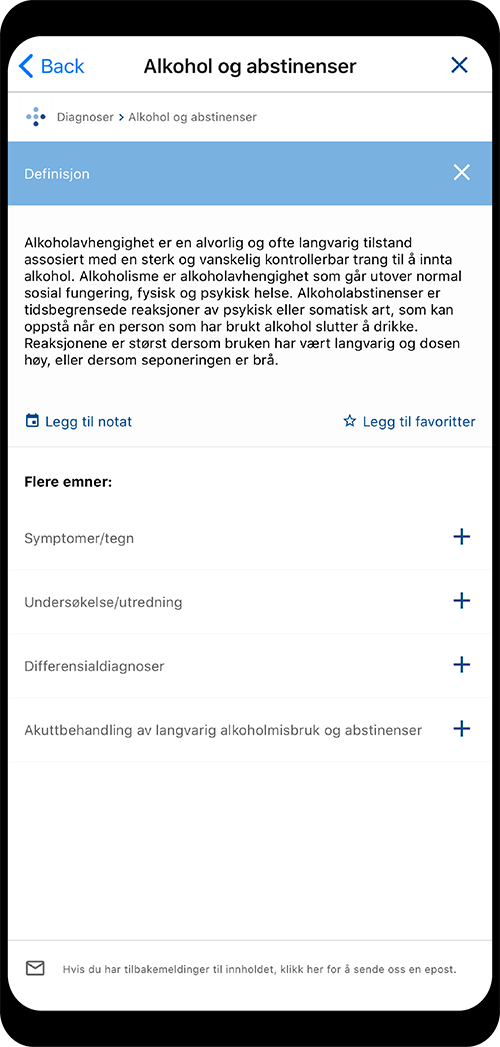 Back
Alkohol og abstinenser
Diagnoser > Alkohol og abstinenser
Definisjon
Alkoholavhengighet er en alvorlig og ofte langvarig tilstand
assosiert med en sterk og vanskelig kontrollerbar trang til å innta
alkohol. Alkoholisme er alkoholavhengighet som går utover normal
sosial fungering, fysisk og psykisk helse. Alkoholabstinenser er
tidsbegrensede reaksjoner av psykisk eller somatisk art, som kan
oppstå når en person som har brukt alkohol slutter å drikke.
Reaksjonene er størst dersom bruken har vært langvarig og dosen
høy, eller dersom seponeringen er brå.
Legg til notat
Legg til favoritter
Flere emner:
Symptomer/tegn
Undersøkelse/utredning
Differensialdiagnoser
Akuttbehandling av langvarig alkoholmisbruk og abstinenser
Hvis du har tilbakemeldinger til innholdet, klikk her for å sende oss en epost.